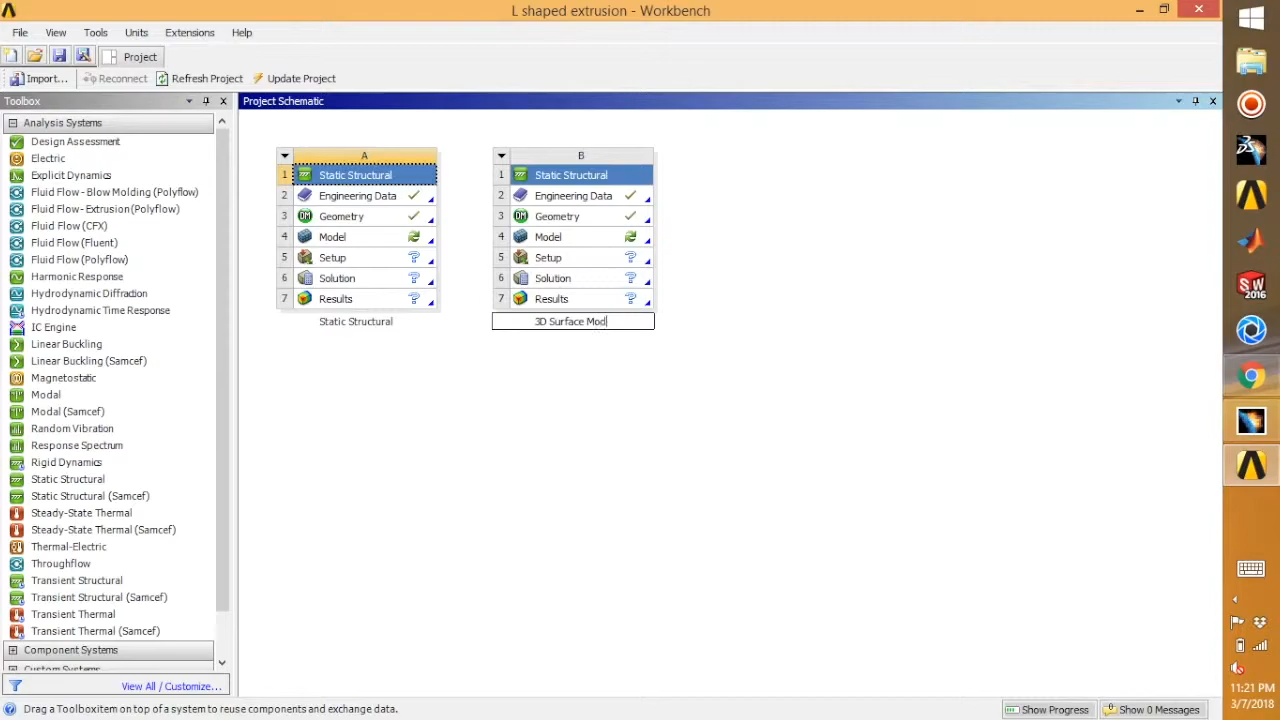 L shaped extrusion - Workbench
File View Tools Units Extensions Help
Project
Import... Reconnect Refresh Project Update Project
Toolbox
Analysis Systems
Design Assessment
Electric
Explicit Dynamics
Fluid Flow - Blow Molding (Polyflow)
Fluid Flow - Extrusion (Polyflow)
Fluid Flow (CFX)
Fluid Flow (Fluent)
Fluid Flow (Polyflow)
Harmonic Response
Hydrodynamic Diffraction
Hydrodynamic Time Response
IC Engine
Linear Buckling
Linear Buckling (Samcef)
Magnetostatic
Modal
Modal (Samcef)
Random Vibration
Response Spectrum
Rigid Dynamics
Static Structural
Static Structural (Samcef)
Steady-State Thermal
Steady-State Thermal (Samcef)
Thermal-Electric
Throughflow
Transient Structural
Transient Structural (Samcef)
Transient Thermal
Transient Thermal (Samcef)
Component Systems
Custom Systems
View All / Customize...
Project Schematic
A
1 Static Structural
2 Engineering Data
3 DM Geometry
4 Model
5 Setup
6 Solution
7 Results
Static Structural
B
1 Static Structural
2 Engineering Data
3 DM Geometry
4 Model
5 Setup
6 Solution
7 Results
3D Surface Mod
Drag a Toolbox item on top of a system to reuse components and exchange data.
Show Progress Show 0 Messages
SW
2016
11:21 PM
3/7/2018